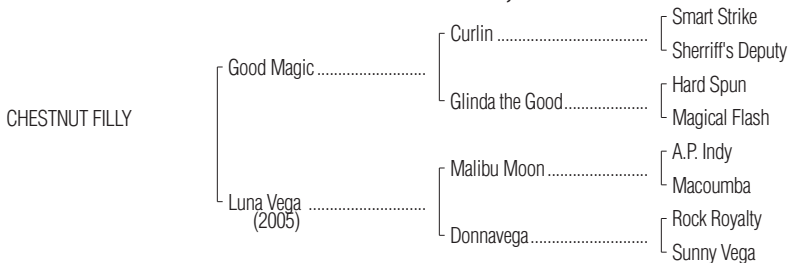 Smart Strike
Curlin
Sherriff's Deputy
Good Magic
Hard Spun
Glinda the Good
Magical Flash
CHESTNUT FILLY
A.P. Indy
Malibu Moon
Macoumba
Luna Vega
(2005)
Rock Royalty
Donnavega
Sunny Vega